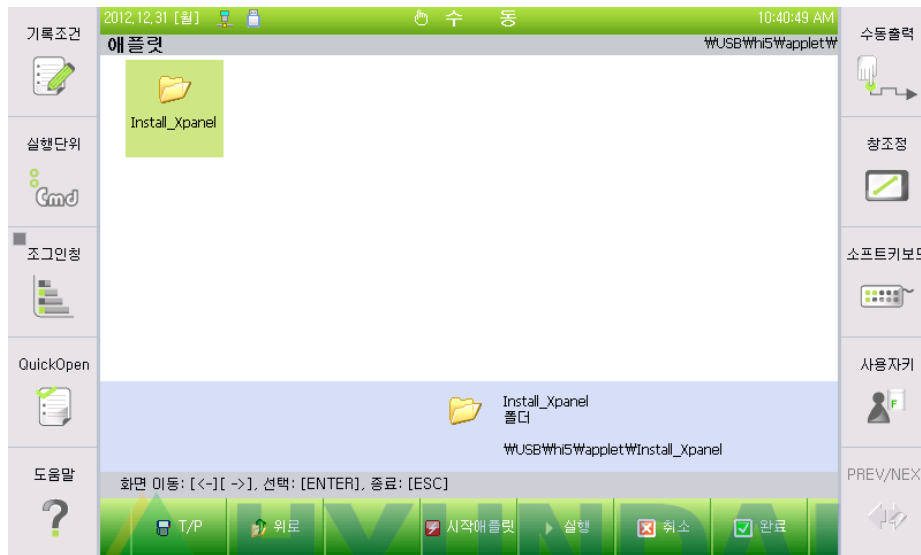 2012,12,31 [월] 수 동 10:40:49 AM
애플릿 ₩USB₩hi5₩applet₩
기록조건
실행단위
Cmd
조그인칭
QuickOpen
도움말
Install_Xpanel
Install_Xpanel
폴더
₩USB₩hi5₩applet₩Install_Xpanel
화면 이동: [<-][ ->], 선택: [ENTER], 종료: [ESC]
T/P 위로 시작애플릿 실행 취소 완료
HYUNDAI
수동출력
창조정
소프트키보드
사용자키
F
PREV/NEX